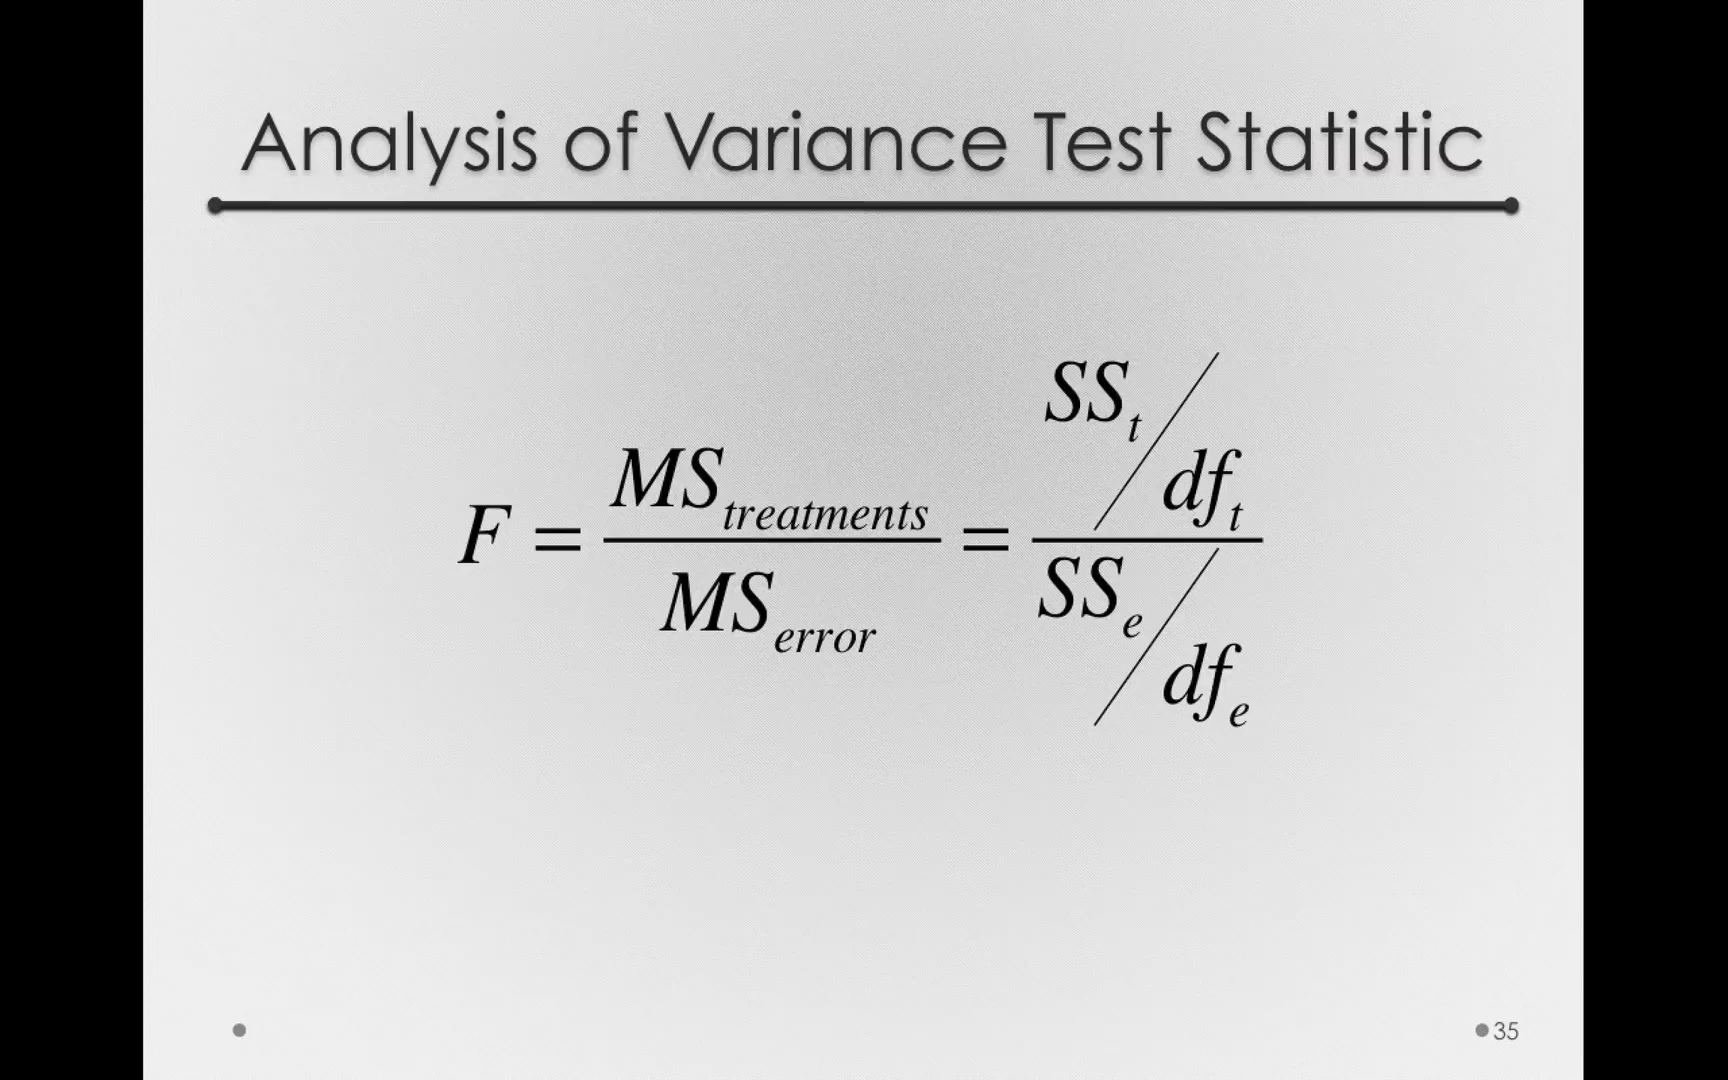 Analysis of Variance Test Statistic
F = MS_treatments / MS_error = (SS_t / df_t) / (SS_e / df_e)
35